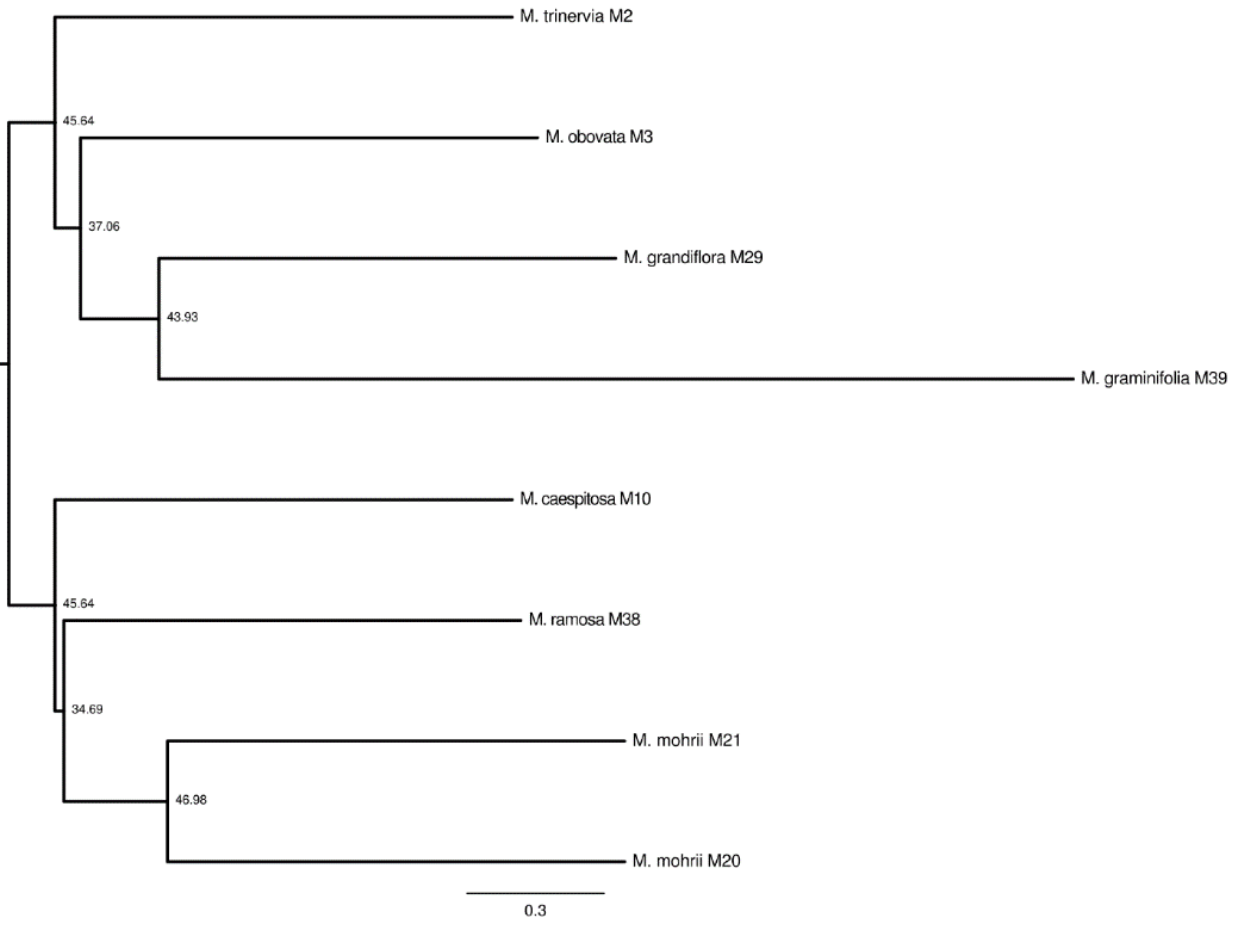 M. trinervia M2
45.64
M. obovata M3
37.06
M. grandiflora M29
43.93
M. graminifolia M39
M. caespitosa M10
45.64
M. ramosa M38
34.69
M. mohrii M21
46.98
M. mohrii M20
0.3